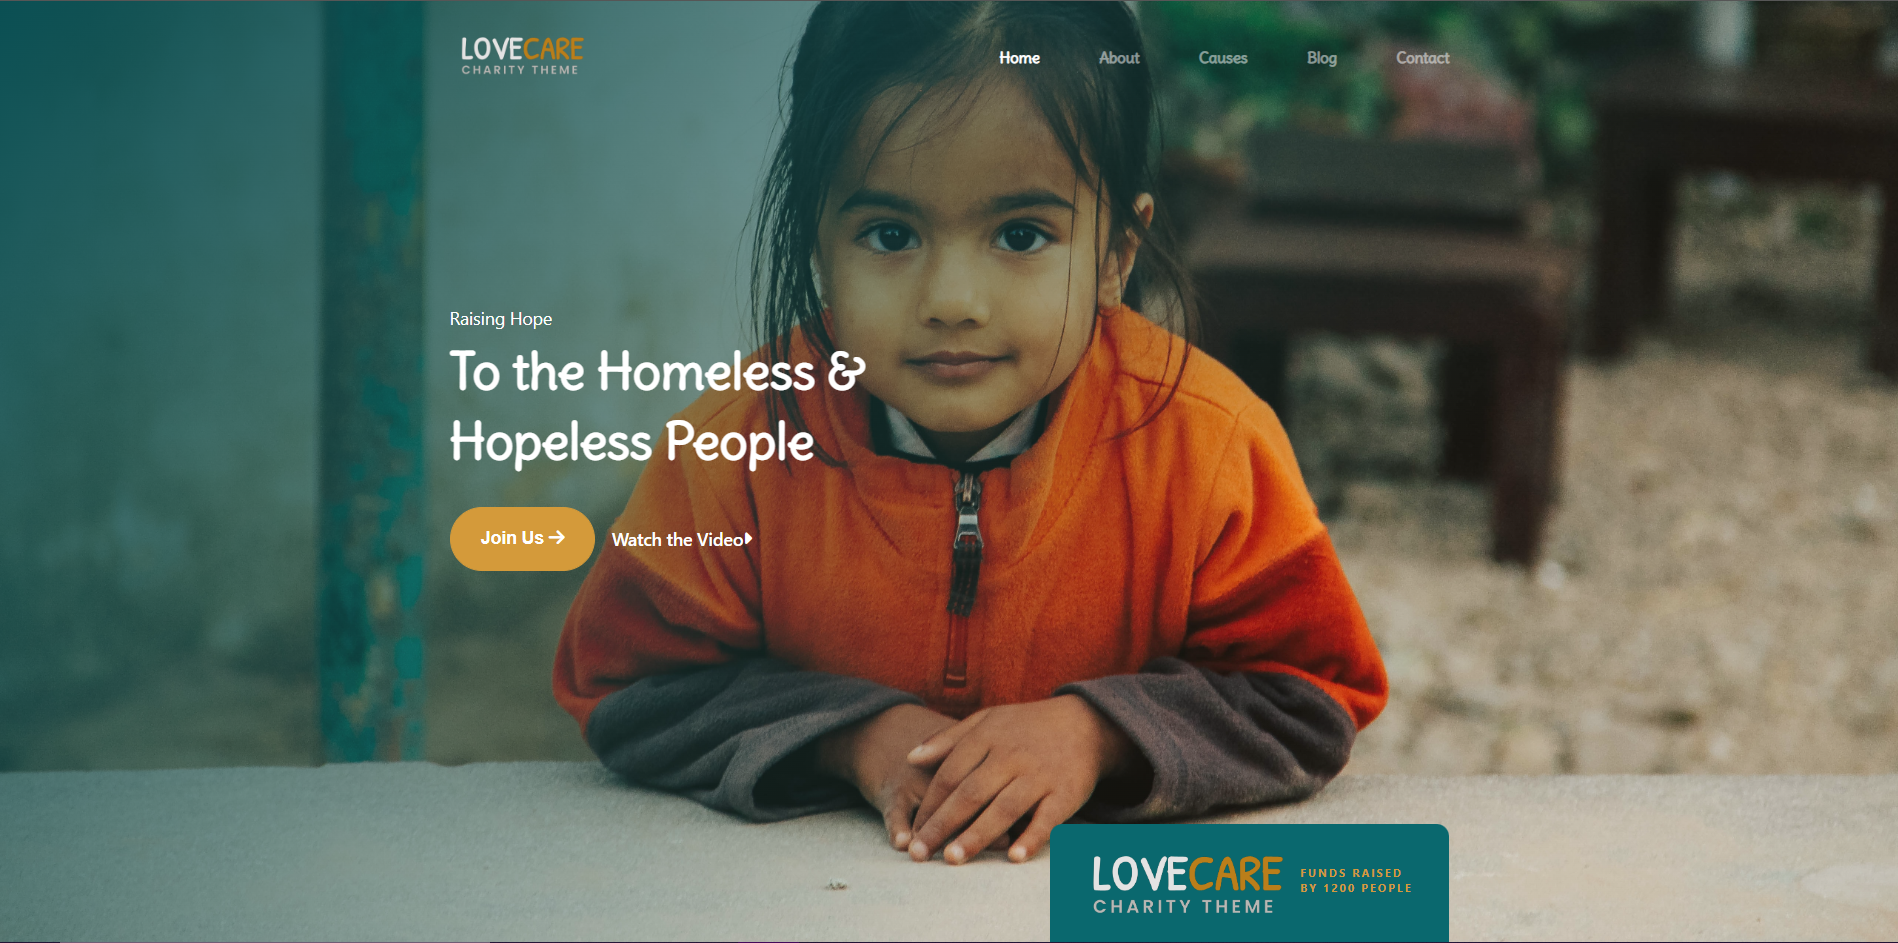 LOVECARE
CHARITY THEME
Home About Causes Blog Contact
Raising Hope
To the Homeless &
Hopeless People
Join Us → Watch the Video
LOVECARE
CHARITY THEME
FUNDS RAISED
BY 1200 PEOPLE